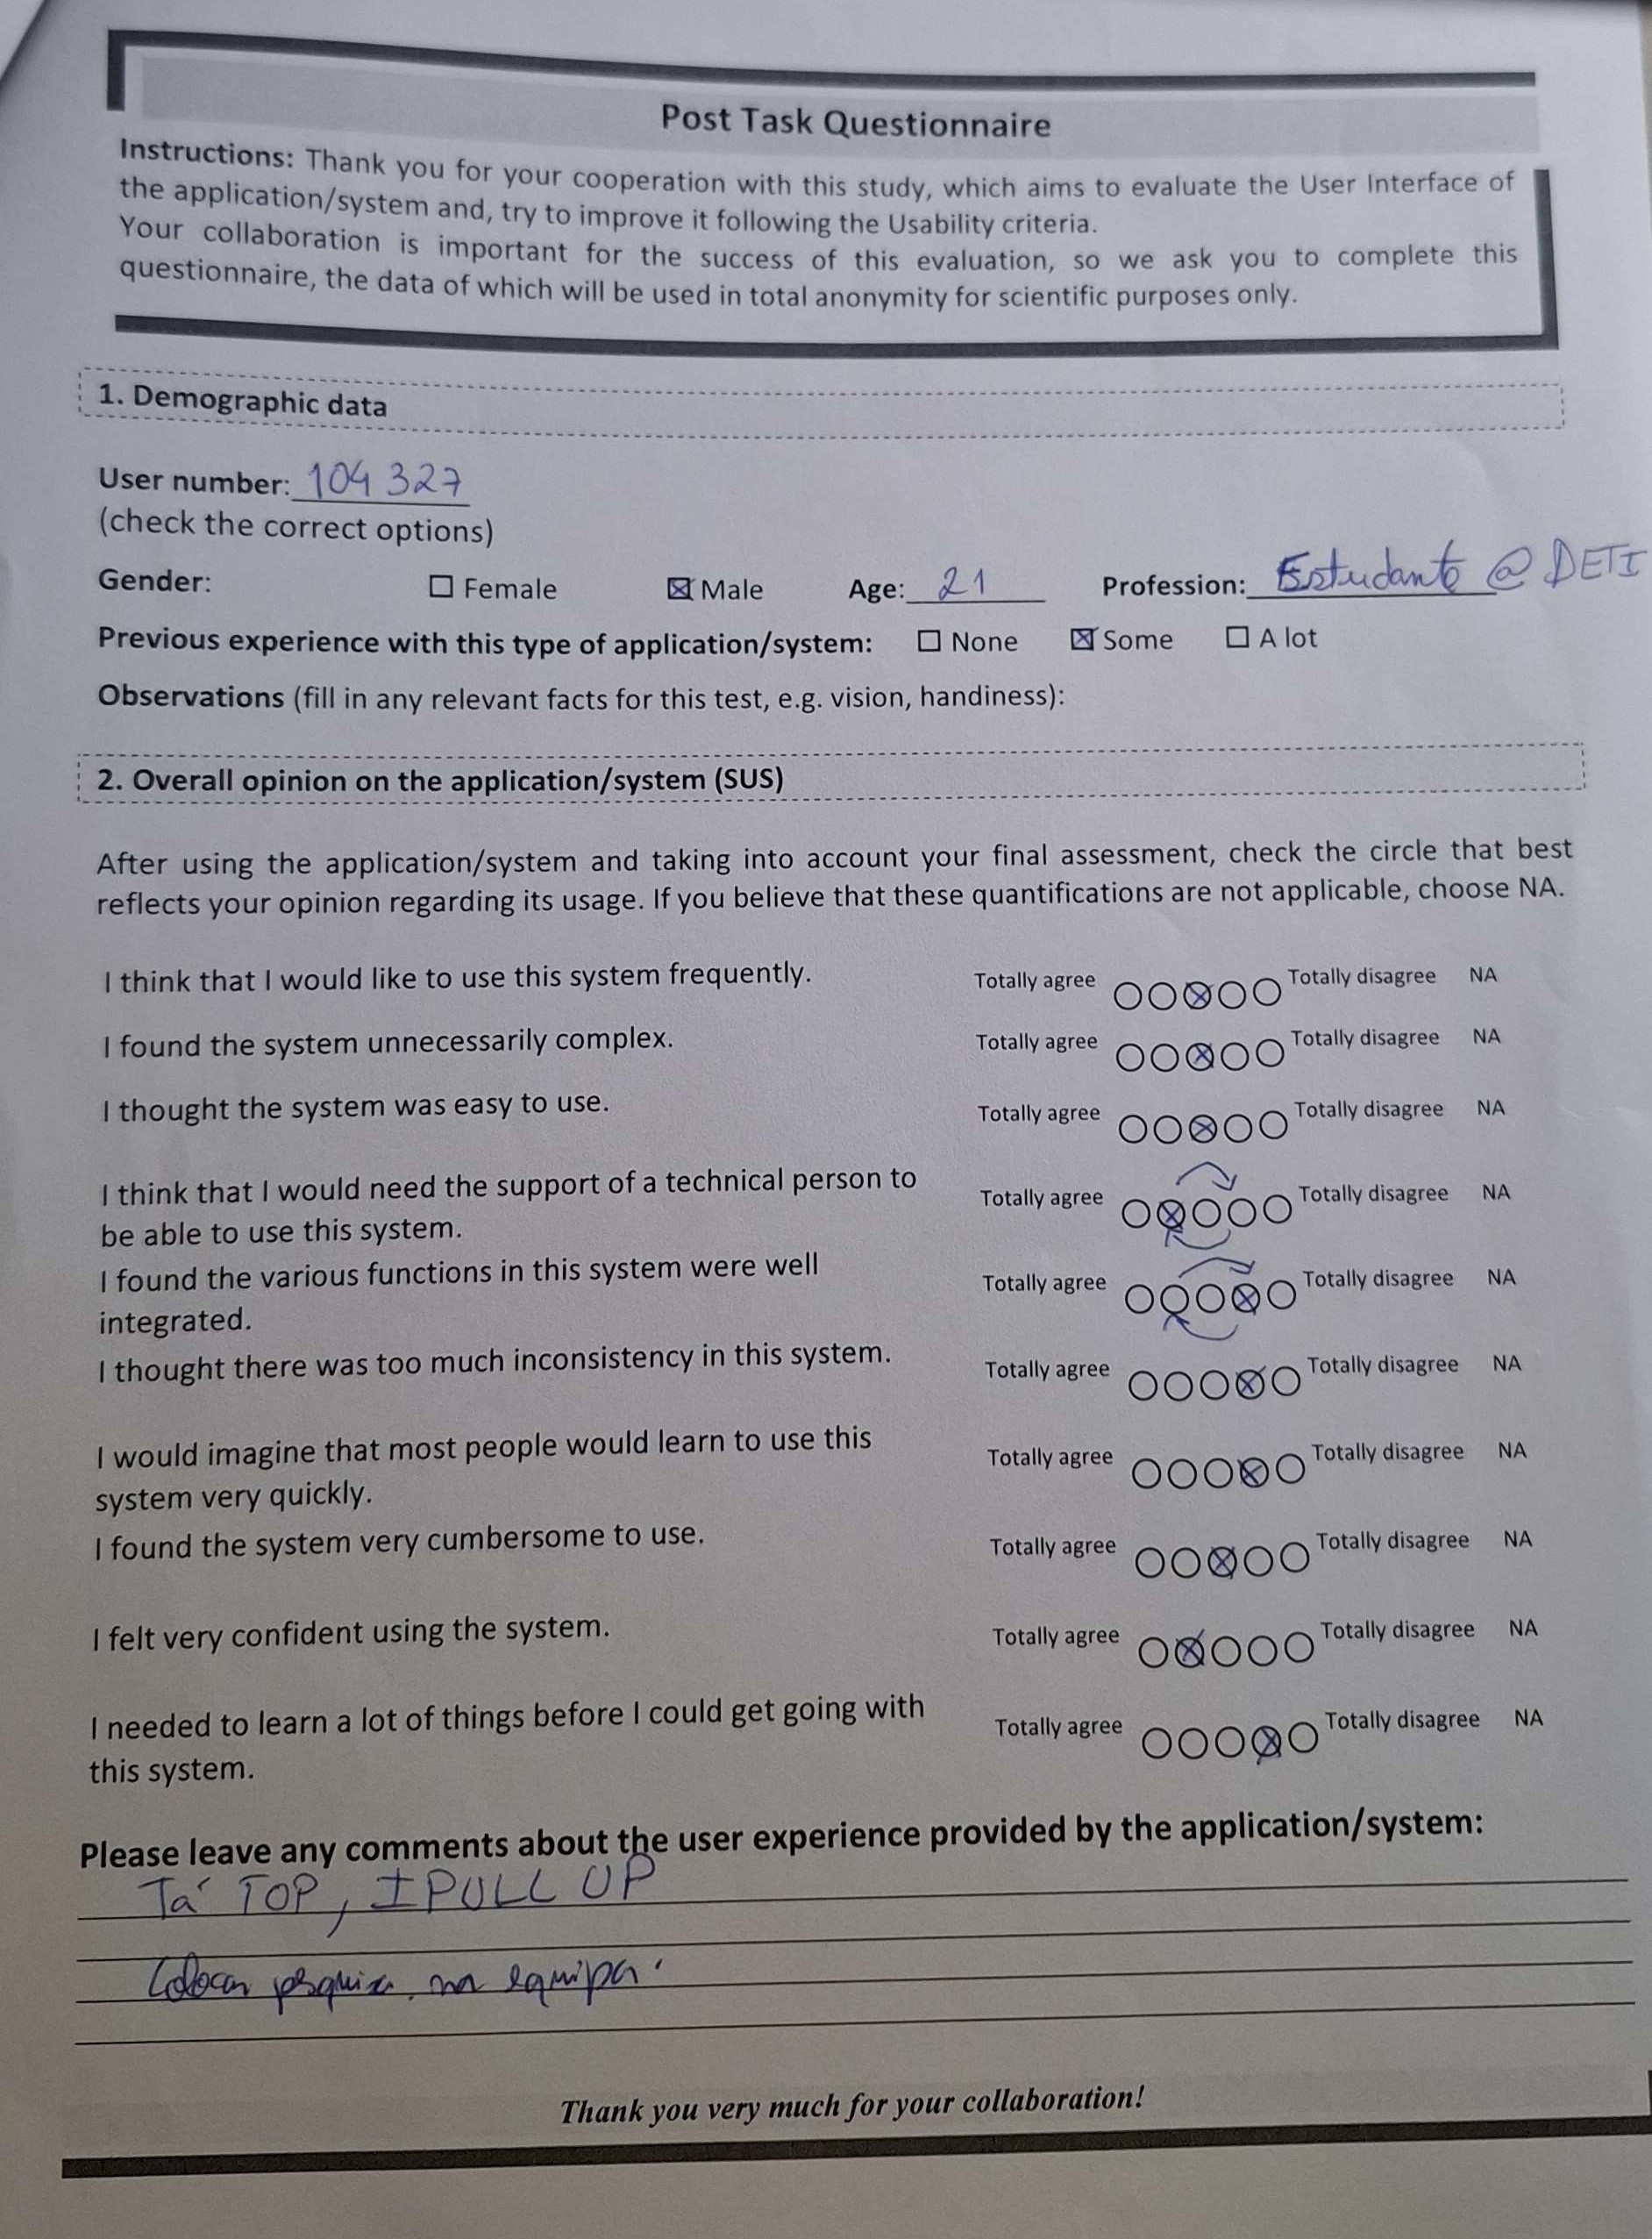 Post Task Questionnaire
Instructions: Thank you for your cooperation with this study, which aims to evaluate the User Interface of
the application/system and, try to improve it following the Usability criteria.
Your collaboration is important for the success of this evaluation, so we ask you to complete this
questionnaire, the data of which will be used in total anonymity for scientific purposes only.
1. Demographic data
User number: 104 327
(check the correct options)
Gender: ☐ Female ☒ Male Age: 21 Profession: Estudante @ DETI
Previous experience with this type of application/system: ☐ None ☒ Some ☐ A lot
Observations (fill in any relevant facts for this test, e.g. vision, handiness):
2. Overall opinion on the application/system (SUS)
After using the application/system and taking into account your final assessment, check the circle that best
reflects your opinion regarding its usage. If you believe that these quantifications are not applicable, choose NA.
I think that I would like to use this system frequently. Totally agree ○○⊗○○ Totally disagree NA
I found the system unnecessarily complex. Totally agree ○○⊗○○ Totally disagree NA
I thought the system was easy to use. Totally agree ○○⊗○○ Totally disagree NA
I think that I would need the support of a technical person to Totally agree ○⊗○○○ Totally disagree NA
be able to use this system.
I found the various functions in this system were well Totally agree ○○○⊗○ Totally disagree NA
integrated.
I thought there was too much inconsistency in this system. Totally agree ○○○⊗○ Totally disagree NA
I would imagine that most people would learn to use this Totally agree ○○○⊗○ Totally disagree NA
system very quickly.
I found the system very cumbersome to use. Totally agree ○○⊗○○ Totally disagree NA
I felt very confident using the system. Totally agree ○⊗○○○ Totally disagree NA
I needed to learn a lot of things before I could get going with Totally agree ○○○⊗○ Totally disagree NA
this system.
Please leave any comments about the user experience provided by the application/system:
Tá TOP, I PULL UP
Colocar pesquisa na equipa.
Thank you very much for your collaboration!